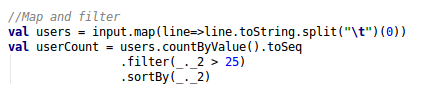 //Map and filter
val users = input.map(line=>line.toString.split("\t")(0))
val userCount = users.countByValue().toSeq
.filter(_._2 > 25)
.sortBy(_._2)